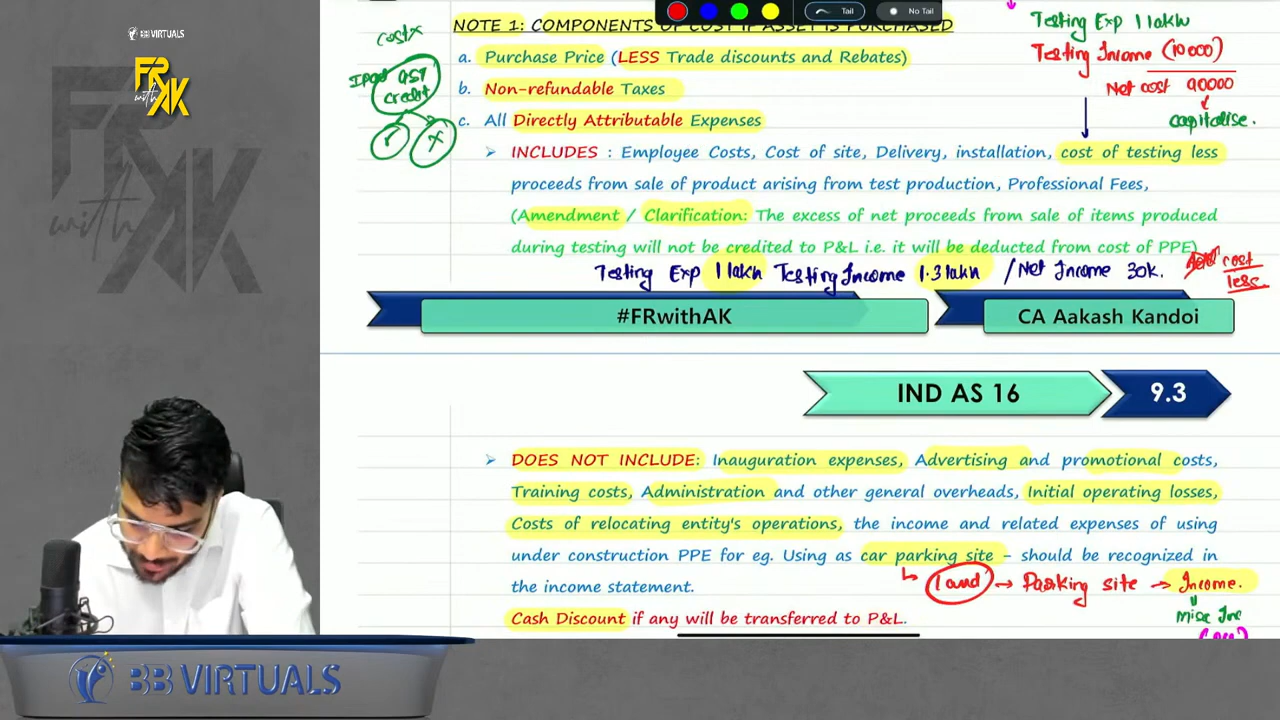 BB VIRTUALS
FR
with
AK
FR
with
AK
Tail
No Tail
NOTE 1: COMPONENTS OF COST IF ASSET IS PURCHASED
cost x
GST
credit
a. Purchase Price (LESS Trade discounts and Rebates)
b. Non-refundable Taxes
c. All Directly Attributable Expenses
Testing Exp 1 lakh
Testing Income (10000)
Net cost 90000
capitalise.
➢ INCLUDES : Employee Costs, Cost of site, Delivery, installation, cost of testing less
proceeds from sale of product arising from test production, Professional Fees,
(Amendment / Clarification: The excess of net proceeds from sale of items produced
during testing will not be credited to P&L i.e. it will be deducted from cost of PPE)
Testing Exp 1 lakh Testing Income 1.3 lakh / Net Income 30k.
cost
less
#FRwithAK
CA Aakash Kandoi
IND AS 16
9.3
➢ DOES NOT INCLUDE: Inauguration expenses, Advertising and promotional costs,
Training costs, Administration and other general overheads, Initial operating losses,
Costs of relocating entity's operations, the income and related expenses of using
under construction PPE for eg. Using as car parking site – should be recognized in
the income statement.
Land → Parking site → Income.
Misc Inc
Cash Discount if any will be transferred to P&L.
BB VIRTUALS